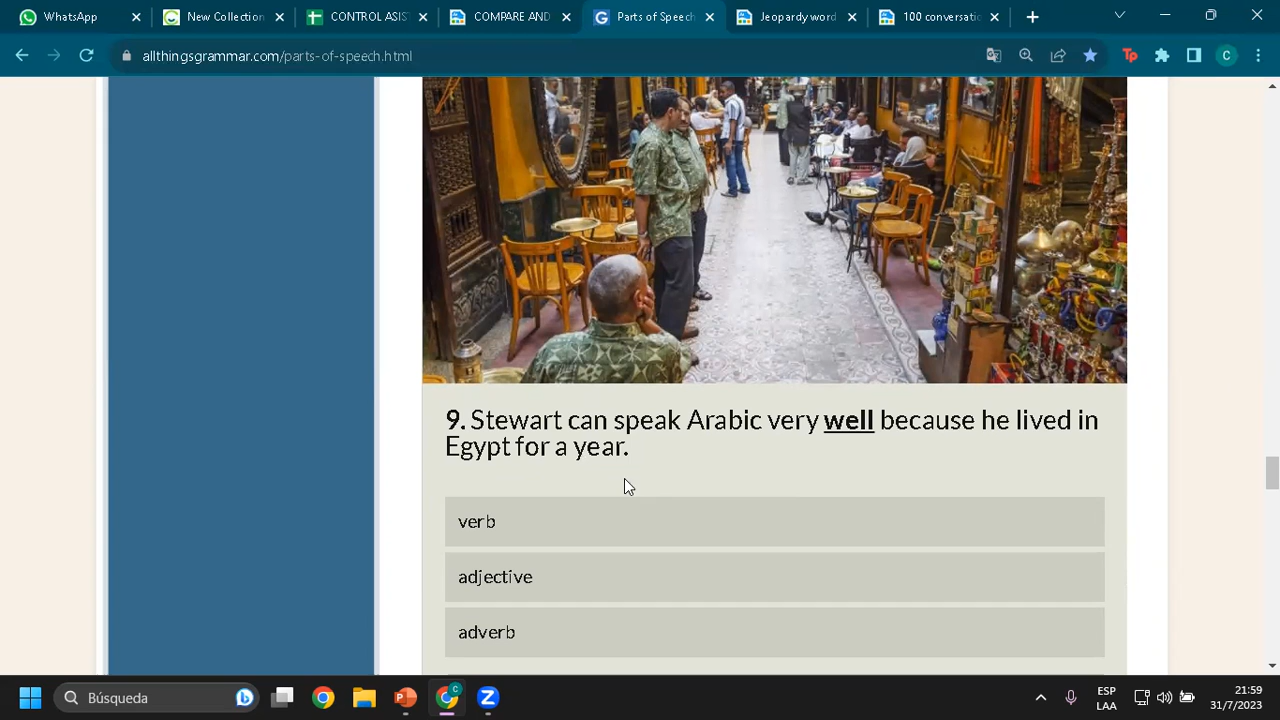 WhatsApp
New Collection
CONTROL ASIST
COMPARE AND
Parts of Speech
Jeopardy word
100 conversatio
allthingsgrammar.com/parts-of-speech.html
9. Stewart can speak Arabic very well because he lived in
Egypt for a year.
verb
adjective
adverb
Búsqueda
ESP
LAA
21:59
31/7/2023